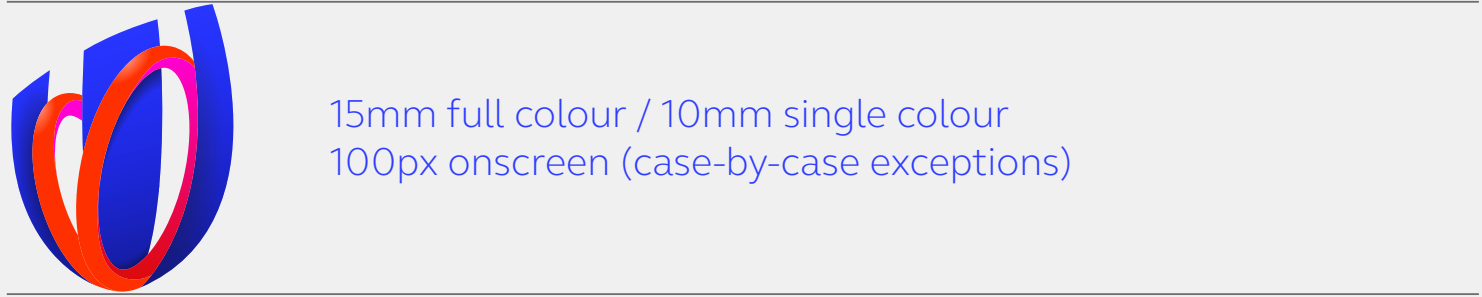 15mm full colour / 10mm single colour
100px onscreen (case-by-case exceptions)